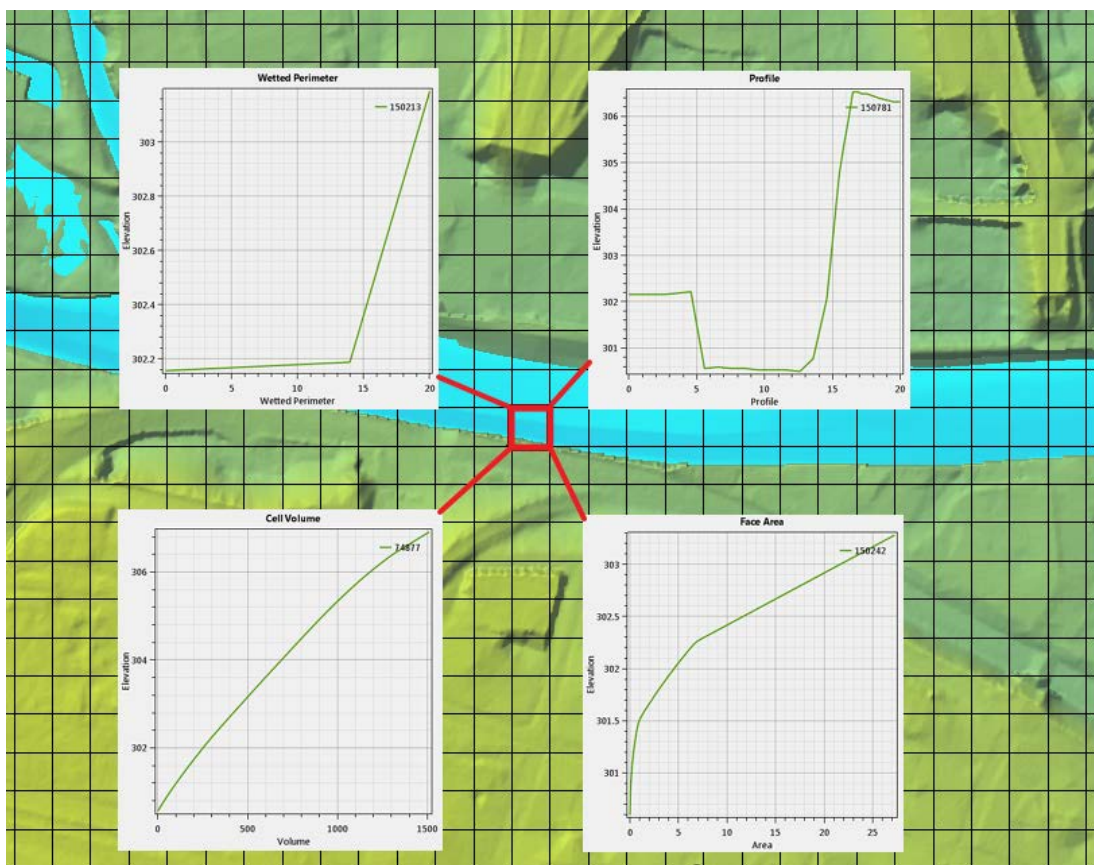 Wetted Perimeter
150213
303
302.8
302.6
302.4
302.2
Elevation
0 5 10 15 20
Wetted Perimeter
Profile
150781
306
305
304
303
302
301
Elevation
0 5 10 15 20
Profile
Cell Volume
74877
306
304
302
Elevation
0 500 1000 1500
Volume
Face Area
150242
303
302.5
302
301.5
301
Elevation
0 5 10 15 20 25
Area